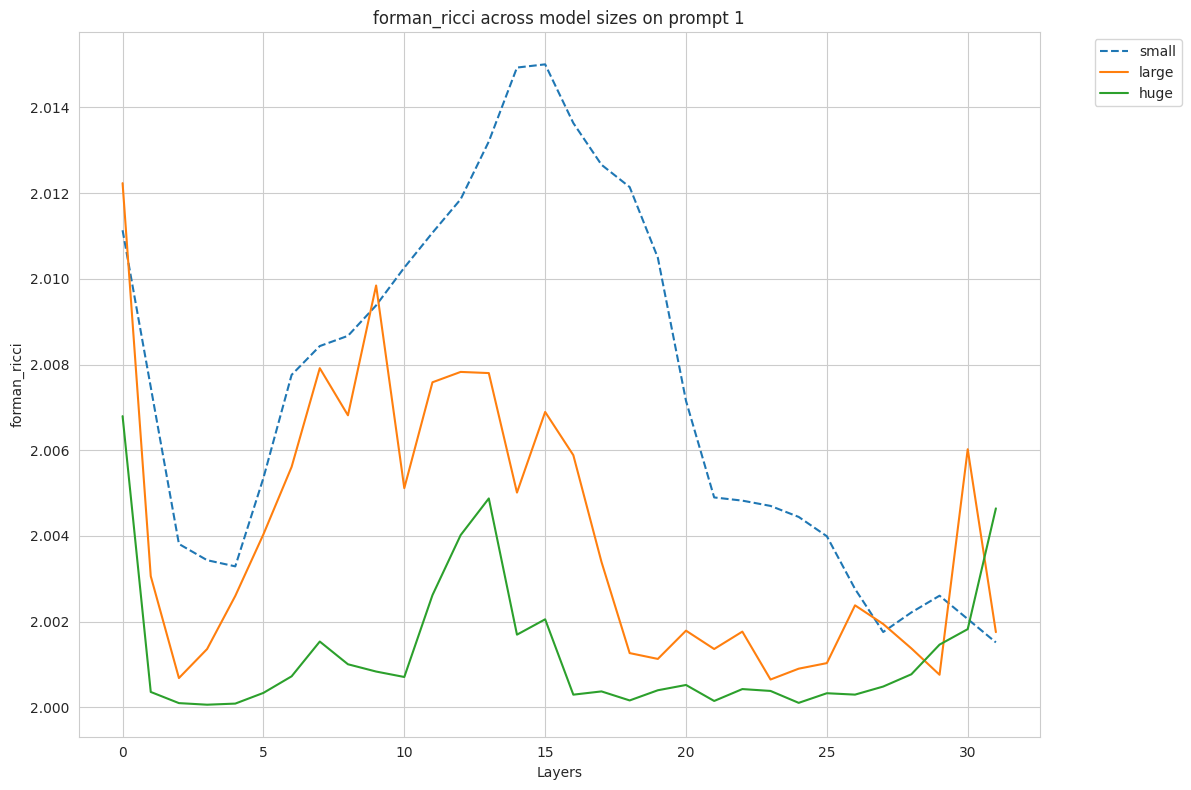 forman_ricci across model sizes on prompt 1
small
large
huge
2.014
2.012
2.010
2.008
2.006
2.004
2.002
2.000
forman_ricci
0 5 10 15 20 25 30
Layers